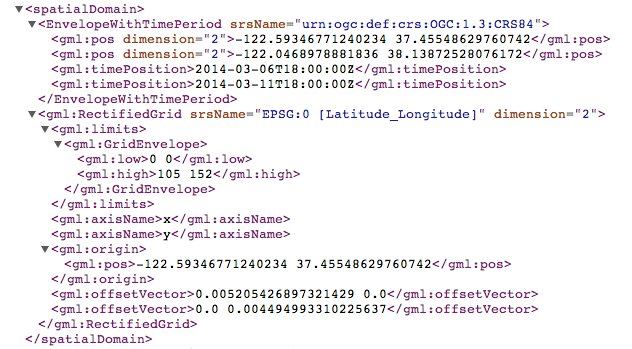 <spatialDomain>
<EnvelopeWithTimePeriod srsName="urn:ogc:def:crs:OGC:1.3:CRS84">
<gml:pos dimension="2">-122.59346771240234 37.45548629760742</gml:pos>
<gml:pos dimension="2">-122.0468978881836 38.13872528076172</gml:pos>
<gml:timePosition>2014-03-06T18:00:00Z</gml:timePosition>
<gml:timePosition>2014-03-11T18:00:00Z</gml:timePosition>
</EnvelopeWithTimePeriod>
<gml:RectifiedGrid srsName="EPSG:0 [Latitude_Longitude]" dimension="2">
<gml:limits>
<gml:GridEnvelope>
<gml:low>0 0</gml:low>
<gml:high>105 152</gml:high>
</gml:GridEnvelope>
</gml:limits>
<gml:axisName>x</gml:axisName>
<gml:axisName>y</gml:axisName>
<gml:origin>
<gml:pos>-122.59346771240234 37.45548629760742</gml:pos>
</gml:origin>
<gml:offsetVector>0.005205426897321429 0.0</gml:offsetVector>
<gml:offsetVector>0.0 0.004494993310225637</gml:offsetVector>
</gml:RectifiedGrid>
</spatialDomain>